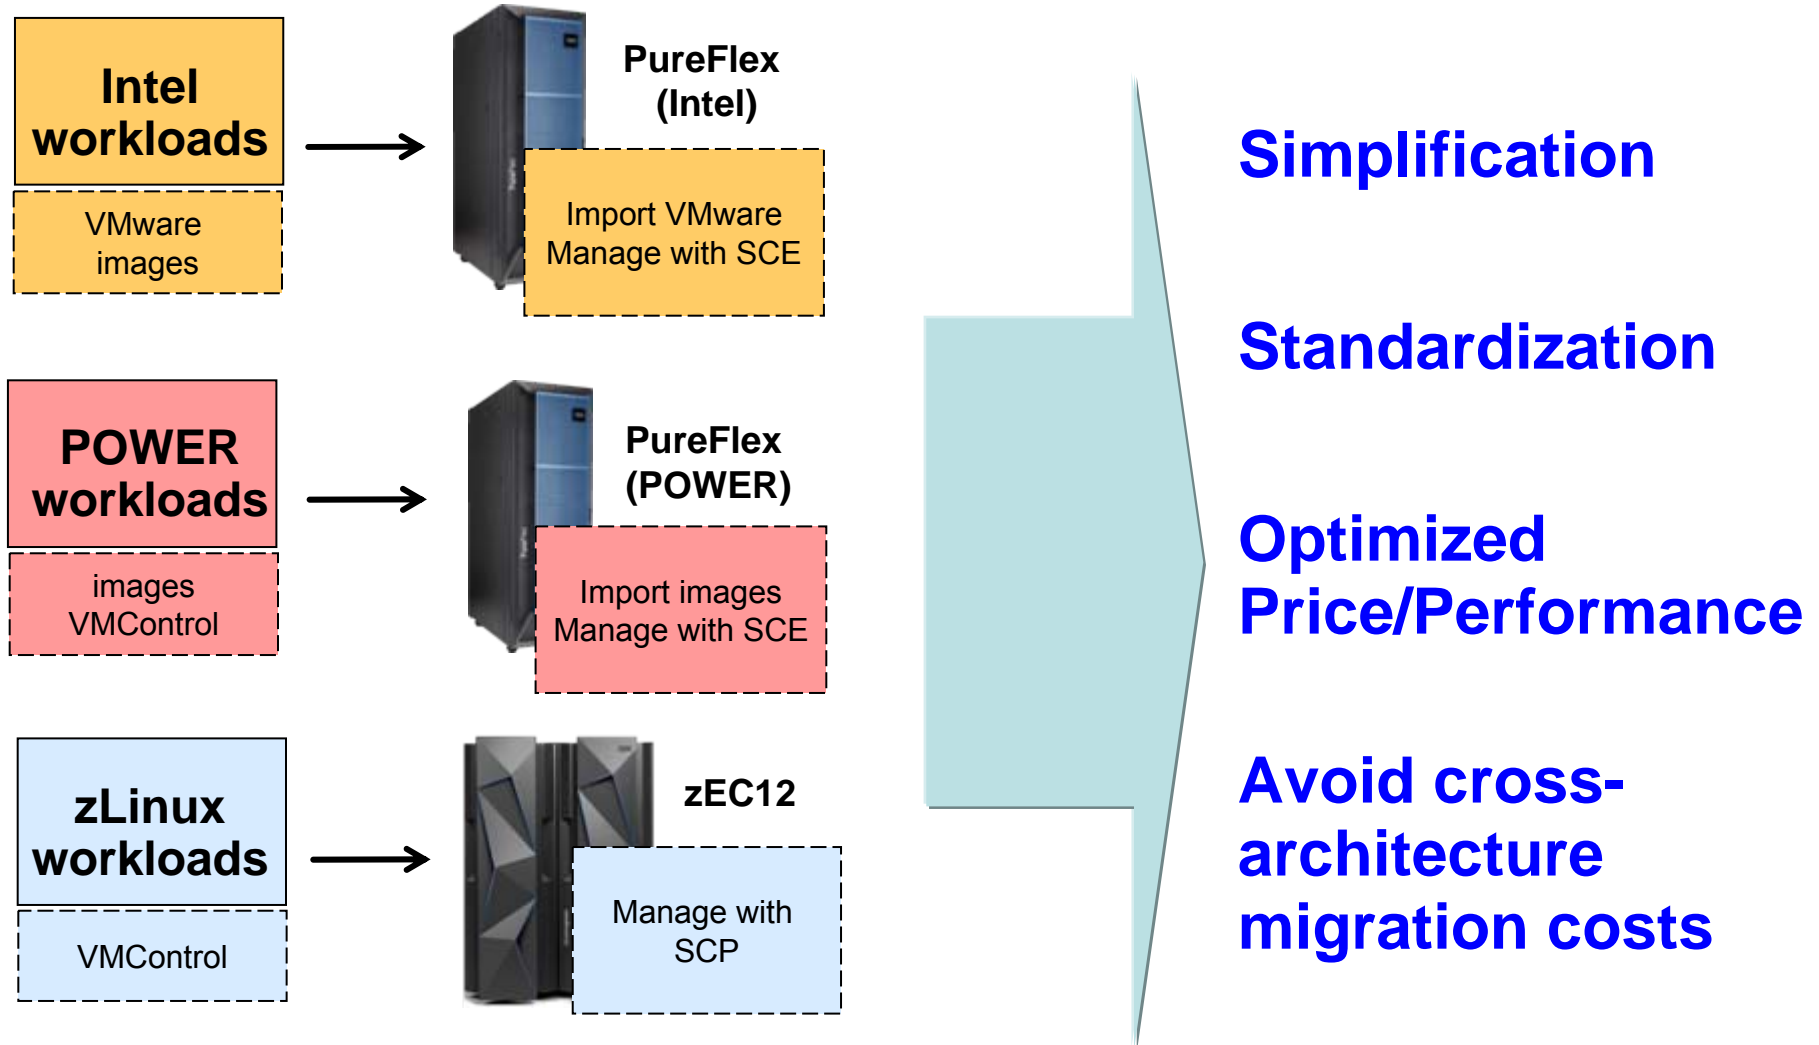 Intel
workloads
VMware
images
PureFlex
(Intel)
Import VMware
Manage with SCE
POWER
workloads
images
VMControl
PureFlex
(POWER)
Import images
Manage with SCE
zLinux
workloads
VMControl
zEC12
Manage with
SCP
Simplification
Standardization
Optimized
Price/Performance
Avoid cross-
architecture
migration costs